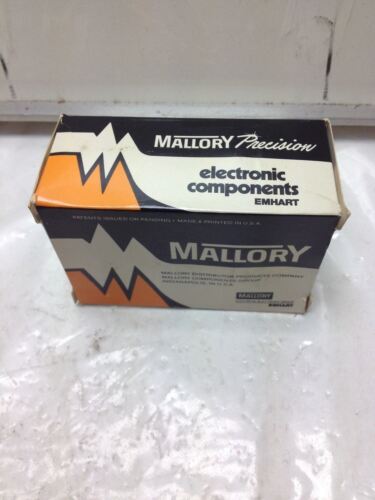 MALLORY Precision
electronic
components
EMHART
PATENTS ISSUED OR PENDING • MADE & PRINTED IN U.S.A.
MALLORY
MALLORY DISTRIBUTOR PRODUCTS COMPANY
MALLORY COMPONENTS GROUP
INDIANAPOLIS, IN U.S.A.
MALLORY
EMHART